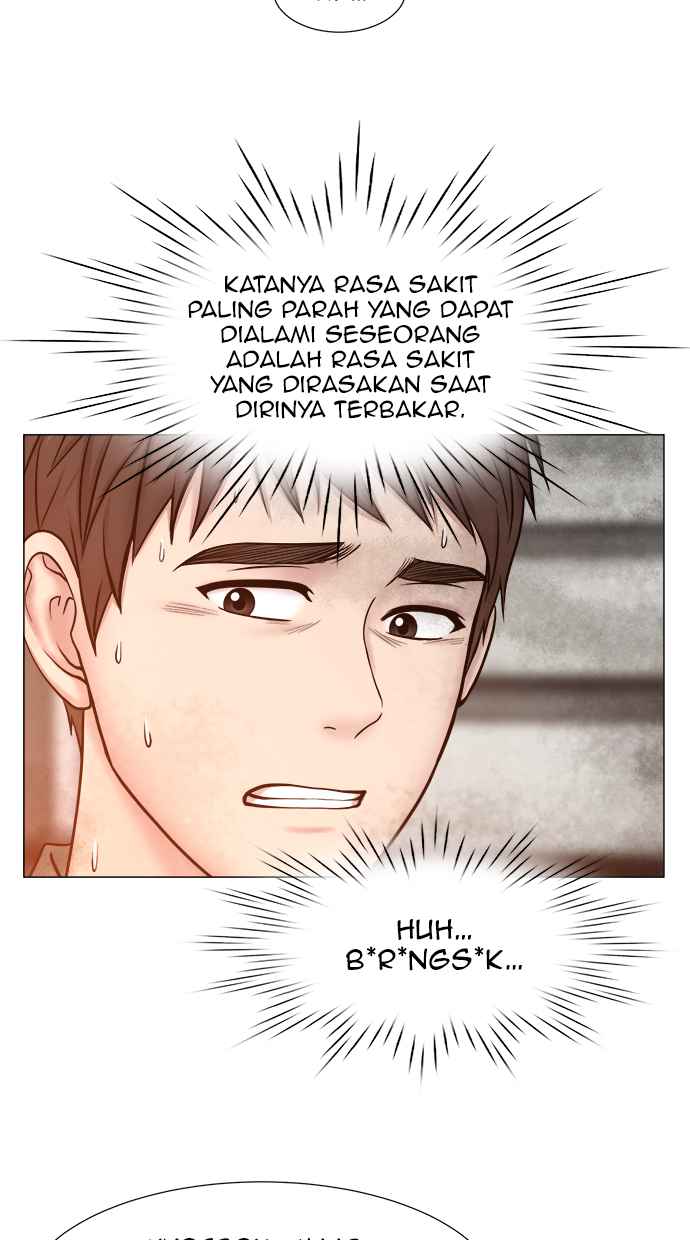 KATANYA RASA SAKIT
PALING PARAH YANG DAPAT
DIALAMI SESEORANG
ADALAH RASA SAKIT
YANG DIRASAKAN SAAT
DIRINYA TERBAKAR.
HUH...
B*R*NGS*K...